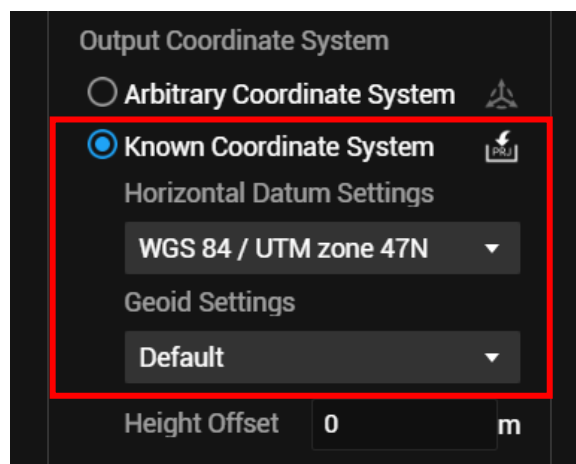 Output Coordinate System
Arbitrary Coordinate System
Known Coordinate System
PRJ
Horizontal Datum Settings
WGS 84 / UTM zone 47N
Geoid Settings
Default
Height Offset 0 m